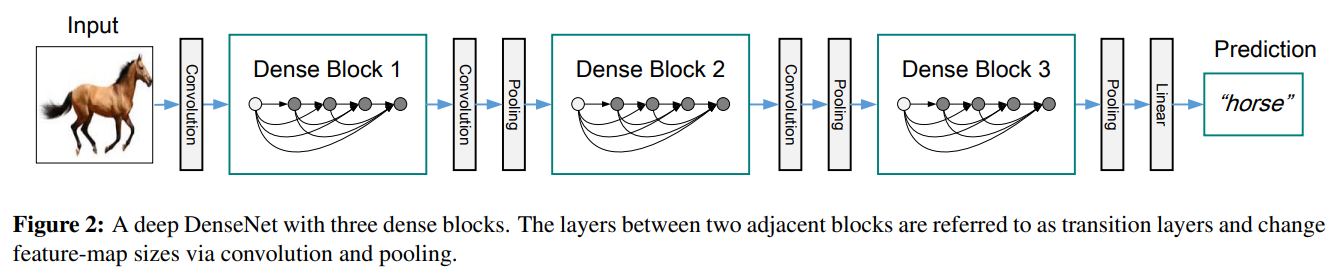 Input
Prediction
Convolution
Dense Block 1
Convolution
Pooling
Dense Block 2
Convolution
Pooling
Dense Block 3
Pooling
Linear
“horse”
Figure 2: A deep DenseNet with three dense blocks. The layers between two adjacent blocks are referred to as transition layers and change
feature-map sizes via convolution and pooling.